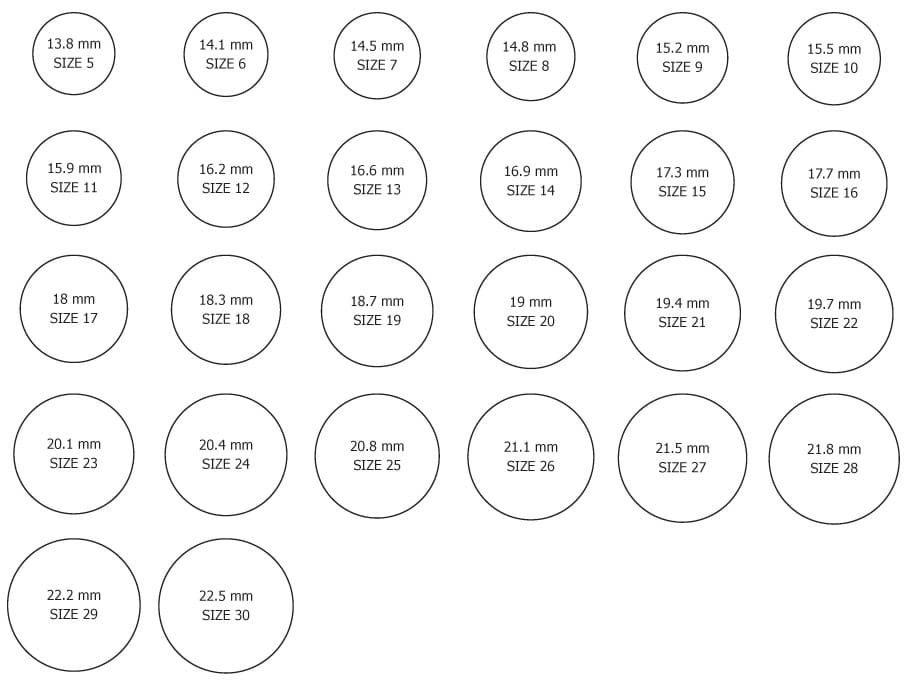 13.8 mm
SIZE 5
14.1 mm
SIZE 6
14.5 mm
SIZE 7
14.8 mm
SIZE 8
15.2 mm
SIZE 9
15.5 mm
SIZE 10
15.9 mm
SIZE 11
16.2 mm
SIZE 12
16.6 mm
SIZE 13
16.9 mm
SIZE 14
17.3 mm
SIZE 15
17.7 mm
SIZE 16
18 mm
SIZE 17
18.3 mm
SIZE 18
18.7 mm
SIZE 19
19 mm
SIZE 20
19.4 mm
SIZE 21
19.7 mm
SIZE 22
20.1 mm
SIZE 23
20.4 mm
SIZE 24
20.8 mm
SIZE 25
21.1 mm
SIZE 26
21.5 mm
SIZE 27
21.8 mm
SIZE 28
22.2 mm
SIZE 29
22.5 mm
SIZE 30